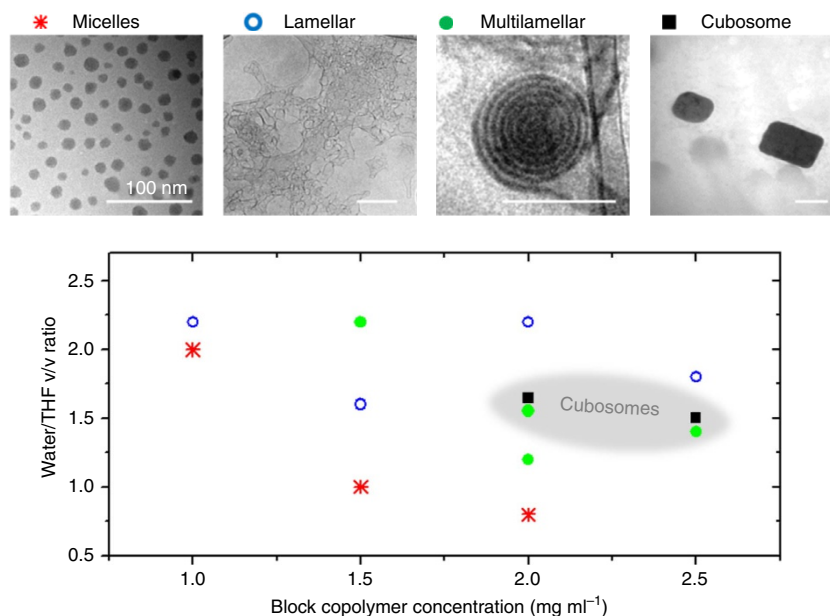 Micelles
Lamellar
Multilamellar
Cubosome
100 nm
2.5
2.0
1.5
1.0
0.5
Water/THF v/v ratio
Cubosomes
1.0 1.5 2.0 2.5
Block copolymer concentration (mg ml⁻¹)